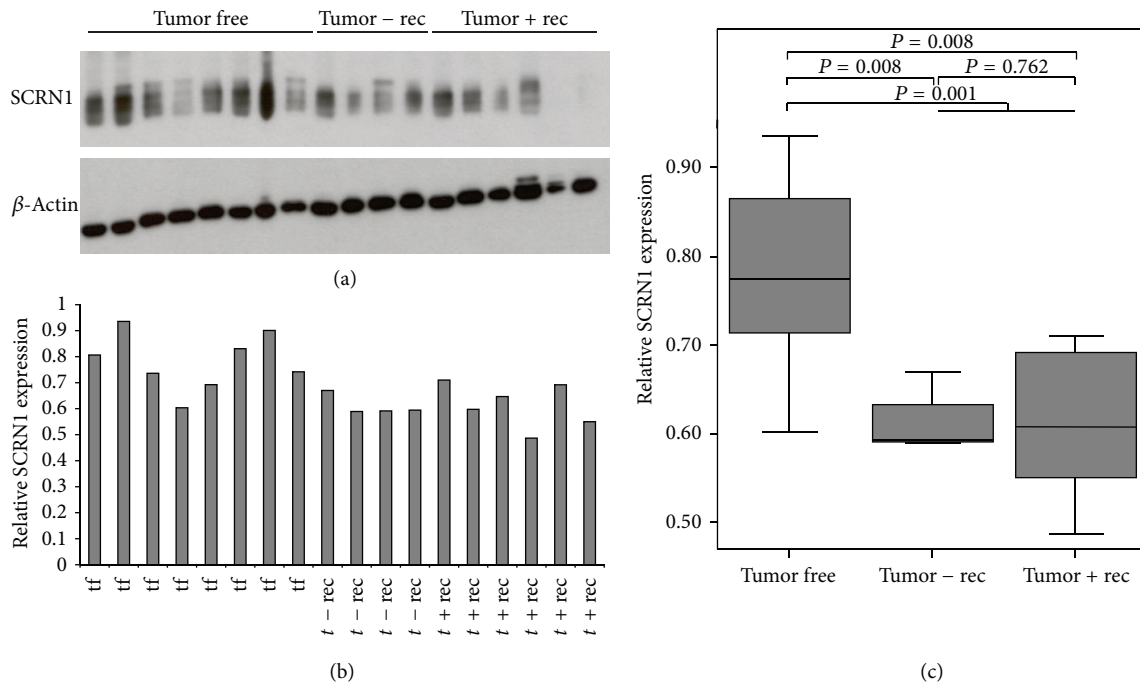 Tumor free Tumor − rec Tumor + rec
SCRN1
β-Actin
(a)
Relative SCRN1 expression
1
0.9
0.8
0.7
0.6
0.5
0.4
0.3
0.2
0.1
0
tf tf tf tf tf tf tf tf t − rec t − rec t − rec t − rec t + rec t + rec t + rec t + rec t + rec t + rec
(b)
P = 0.008
P = 0.008 P = 0.762
P = 0.001
Relative SCRN1 expression
0.90
0.80
0.70
0.60
0.50
Tumor free Tumor − rec Tumor + rec
(c)